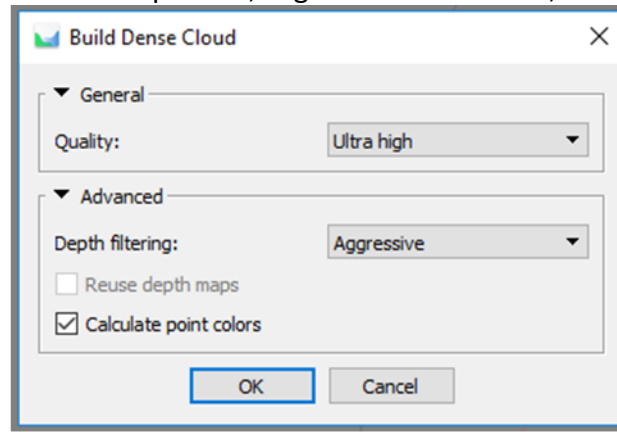 Build Dense Cloud
General
Quality: Ultra high
Advanced
Depth filtering: Aggressive
Reuse depth maps
Calculate point colors
OK Cancel